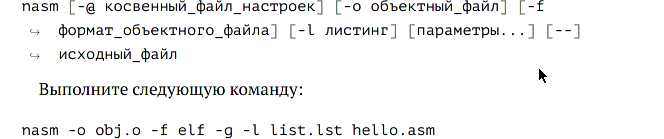 nasm [-@ косвенный_файл_настроек] [-o объектный_файл] [-f
↪ формат_объектного_файла] [-l листинг] [параметры...] [--]
↪ исходный_файл
Выполните следующую команду:
nasm -o obj.o -f elf -g -l list.lst hello.asm